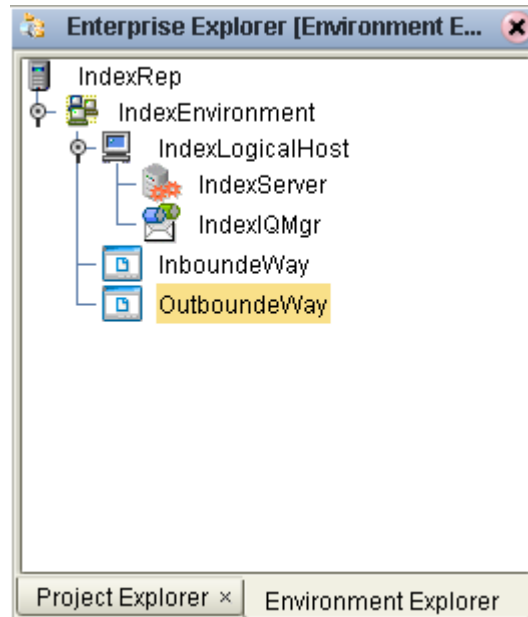 Enterprise Explorer [Environment E...
IndexRep
IndexEnvironment
IndexLogicalHost
IndexServer
IndexIQMgr
InboundeWay
OutboundeWay
Project Explorer × Environment Explorer